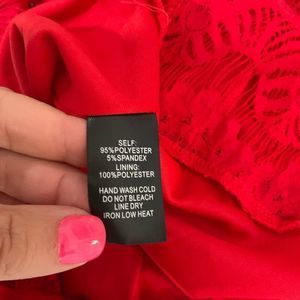 SELF:
95%POLYESTER
5%SPANDEX
LINING:
100%POLYESTER
HAND WASH COLD
DO NOT BLEACH
LINE DRY
IRON LOW HEAT